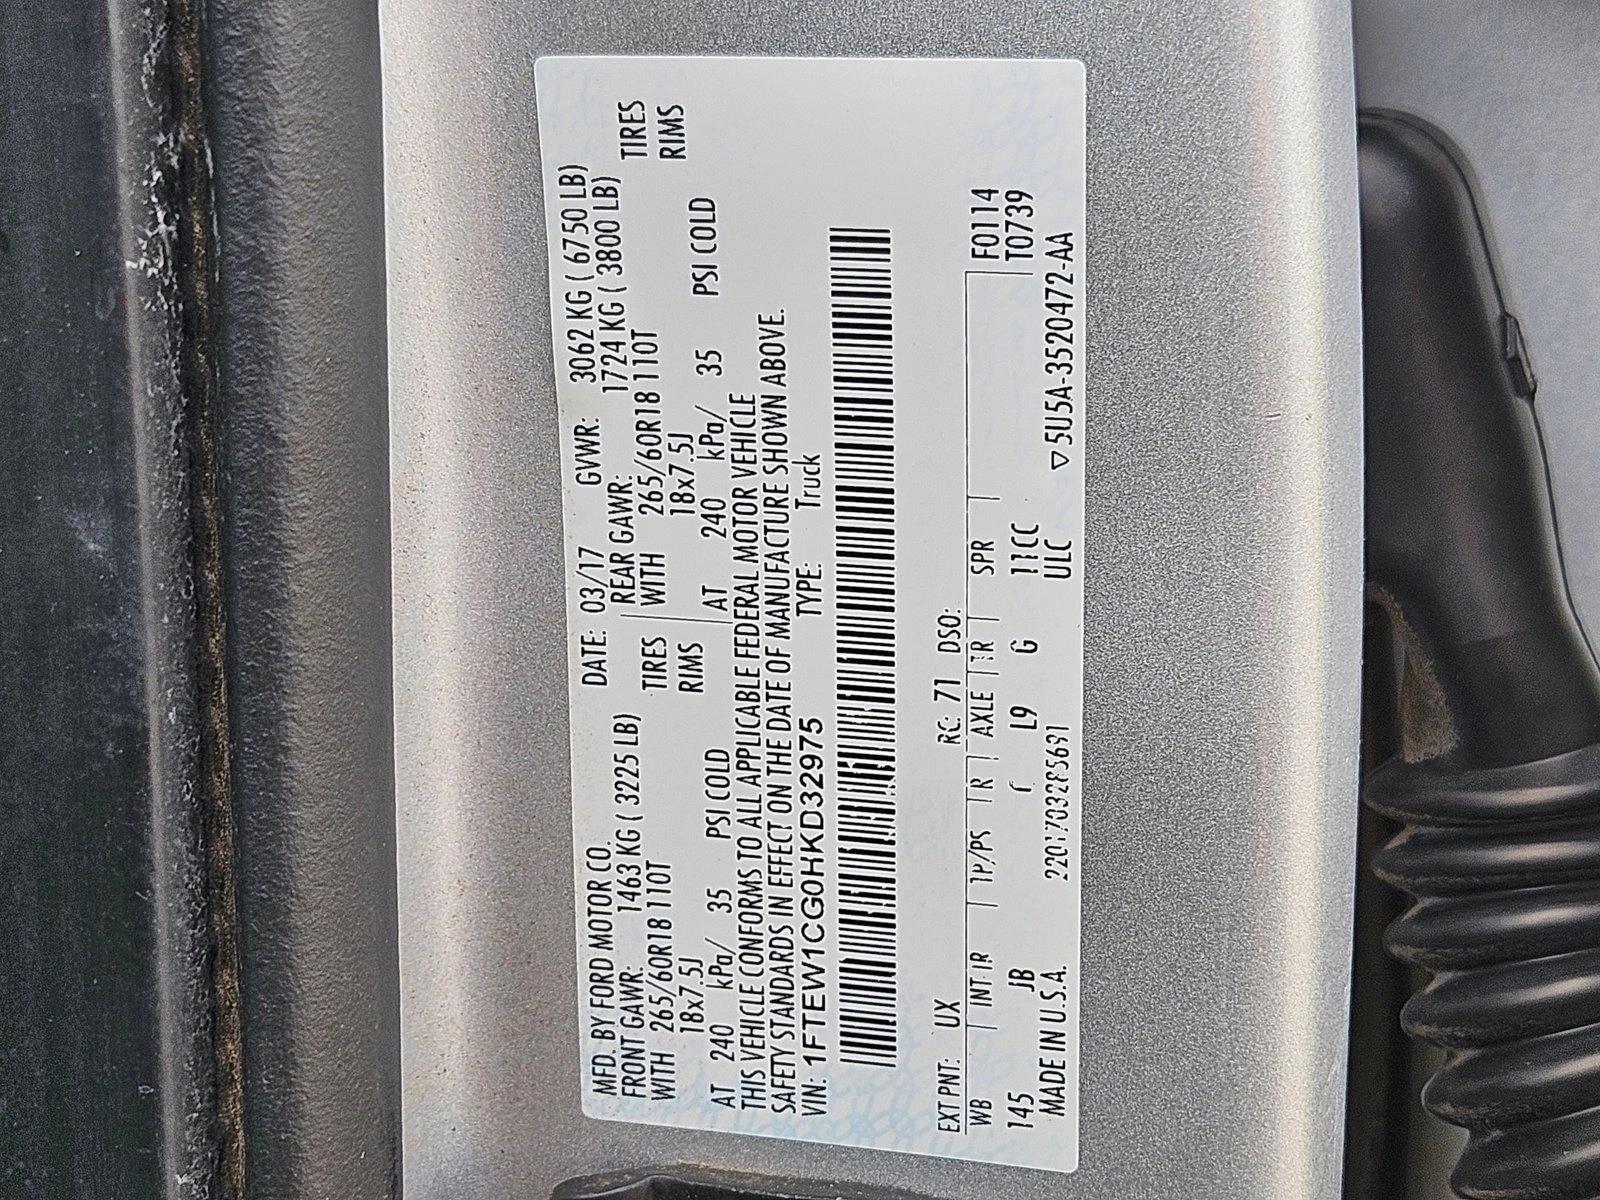 MFD. BY FORD MOTOR CO. DATE: 03/17 GVWR: 3062 KG ( 6750 LB)
FRONT GAWR: 1463 KG ( 3225 LB) REAR GAWR: 1724 KG ( 3800 LB)
WITH 265/60R18 110T TIRES WITH 265/60R18 110T TIRES
18x7.5J RIMS 18x7.5J RIMS
AT 240 kPa/ 35 PSI COLD AT 240 kPa/ 35 PSI COLD
THIS VEHICLE CONFORMS TO ALL APPLICABLE FEDERAL MOTOR VEHICLE
SAFETY STANDARDS IN EFFECT ON THE DATE OF MANUFACTURE SHOWN ABOVE.
VIN: 1FTEW1CG0HKD32975 TYPE: Truck
EXT PNT: UX RC: 71 DSO:
WB INT TR TP/PS R AXLE TR SPR F0114
145 JB L9 G 11CC T0739
MADE IN U.S.A. ULC ▽5U5A-3520472-AA